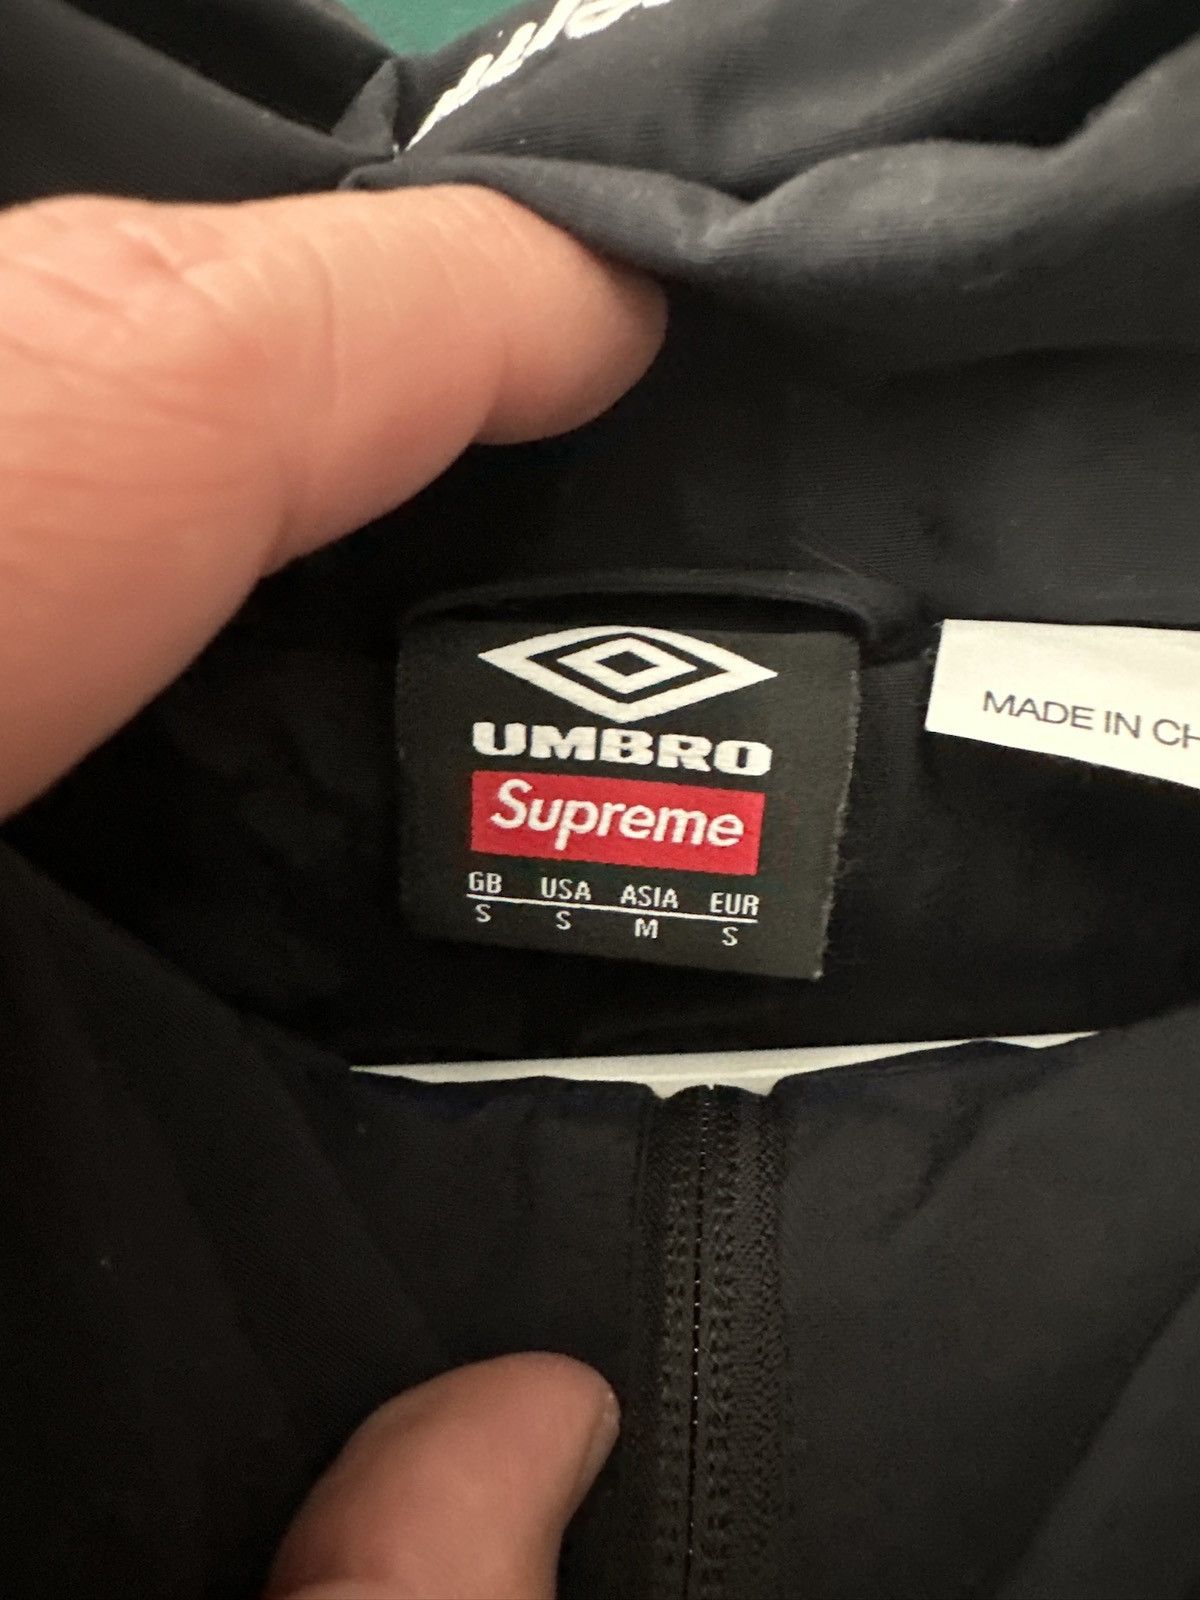 UMBRO
Supreme
GB USA ASIA EUR
S S M S
MADE IN CH